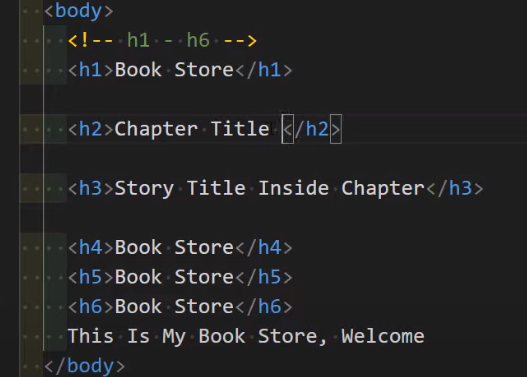 <body>
<!-- h1 - h6 -->
<h1>Book Store</h1>
<h2>Chapter Title </h2>
<h3>Story Title Inside Chapter</h3>
<h4>Book Store</h4>
<h5>Book Store</h5>
<h6>Book Store</h6>
This Is My Book Store, Welcome
</body>